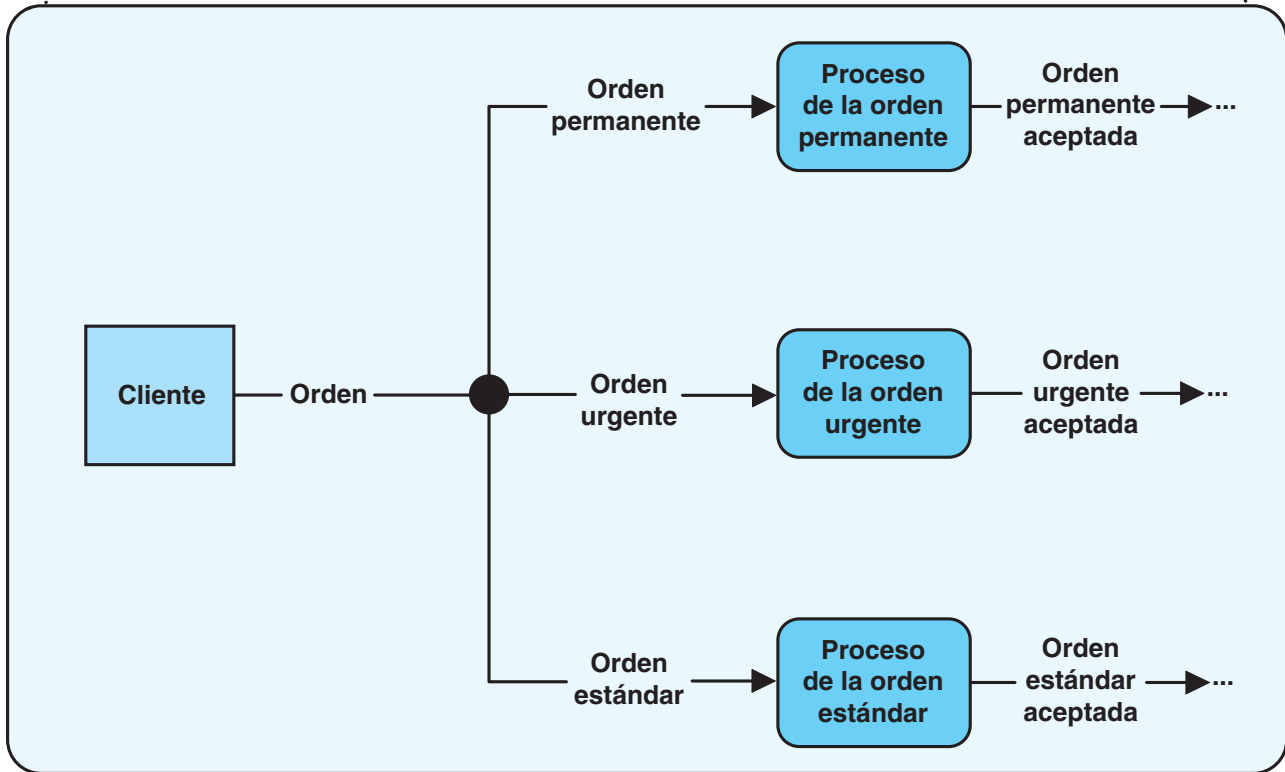 Orden
permanente
Proceso
de la orden
permanente
Orden
permanente
aceptada
...
Cliente
Orden
Orden
urgente
Proceso
de la orden
urgente
Orden
urgente
aceptada
...
Orden
estándar
Proceso
de la orden
estándar
Orden
estándar
aceptada
...